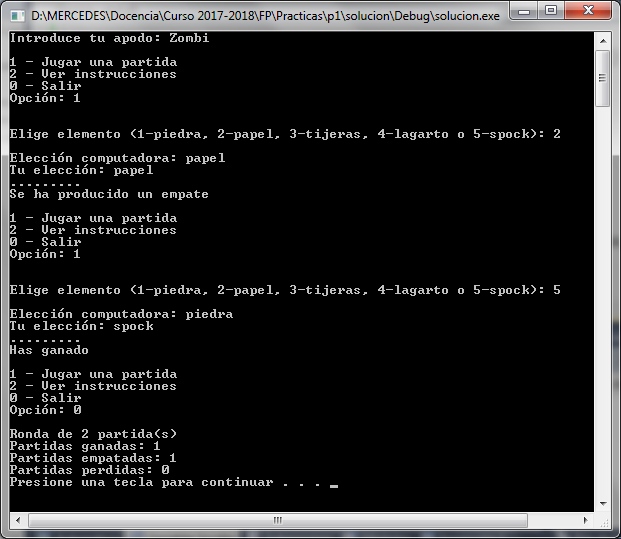 D:\MERCEDES\Docencia\Curso 2017-2018\FP\Practicas\p1\solucion\Debug\solucion.exe
Introduce tu apodo: Zombi
1 - Jugar una partida
2 - Ver instrucciones
0 - Salir
Opción: 1
Elige elemento (1-piedra, 2-papel, 3-tijeras, 4-lagarto o 5-spock): 2
Elección computadora: papel
Tu elección: papel
.........
Se ha producido un empate
1 - Jugar una partida
2 - Ver instrucciones
0 - Salir
Opción: 1
Elige elemento (1-piedra, 2-papel, 3-tijeras, 4-lagarto o 5-spock): 5
Elección computadora: piedra
Tu elección: spock
.........
Has ganado
1 - Jugar una partida
2 - Ver instrucciones
0 - Salir
Opción: 0
Ronda de 2 partida(s)
Partidas ganadas: 1
Partidas empatadas: 1
Partidas perdidas: 0
Presione una tecla para continuar . . . _